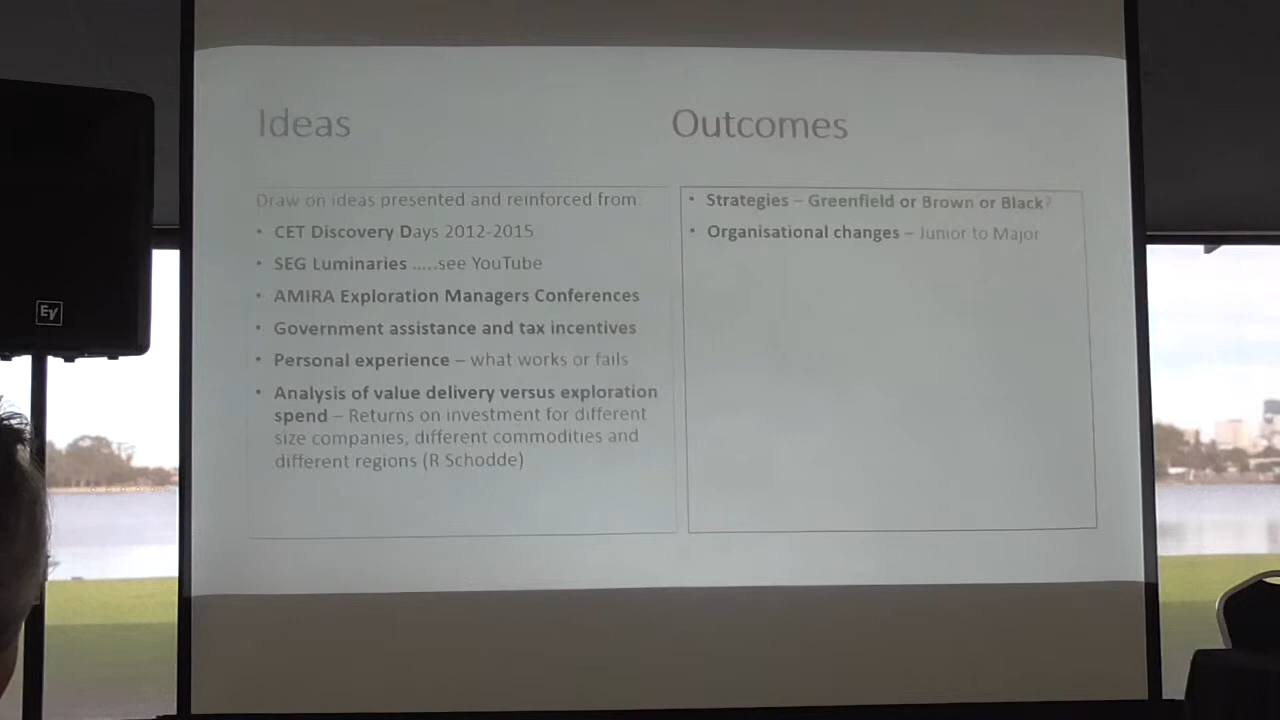 Ideas
Draw on ideas presented and reinforced from:
• CET Discovery Days 2012-2015
• SEG Luminaries .....see YouTube
• AMIRA Exploration Managers Conferences
• Government assistance and tax incentives
• Personal experience – what works or fails
• Analysis of value delivery versus exploration
spend – Returns on investment for different
size companies, different commodities and
different regions (R Schodde)
Outcomes
• Strategies – Greenfield or Brown or Black?
• Organisational changes – Junior to Major
EV